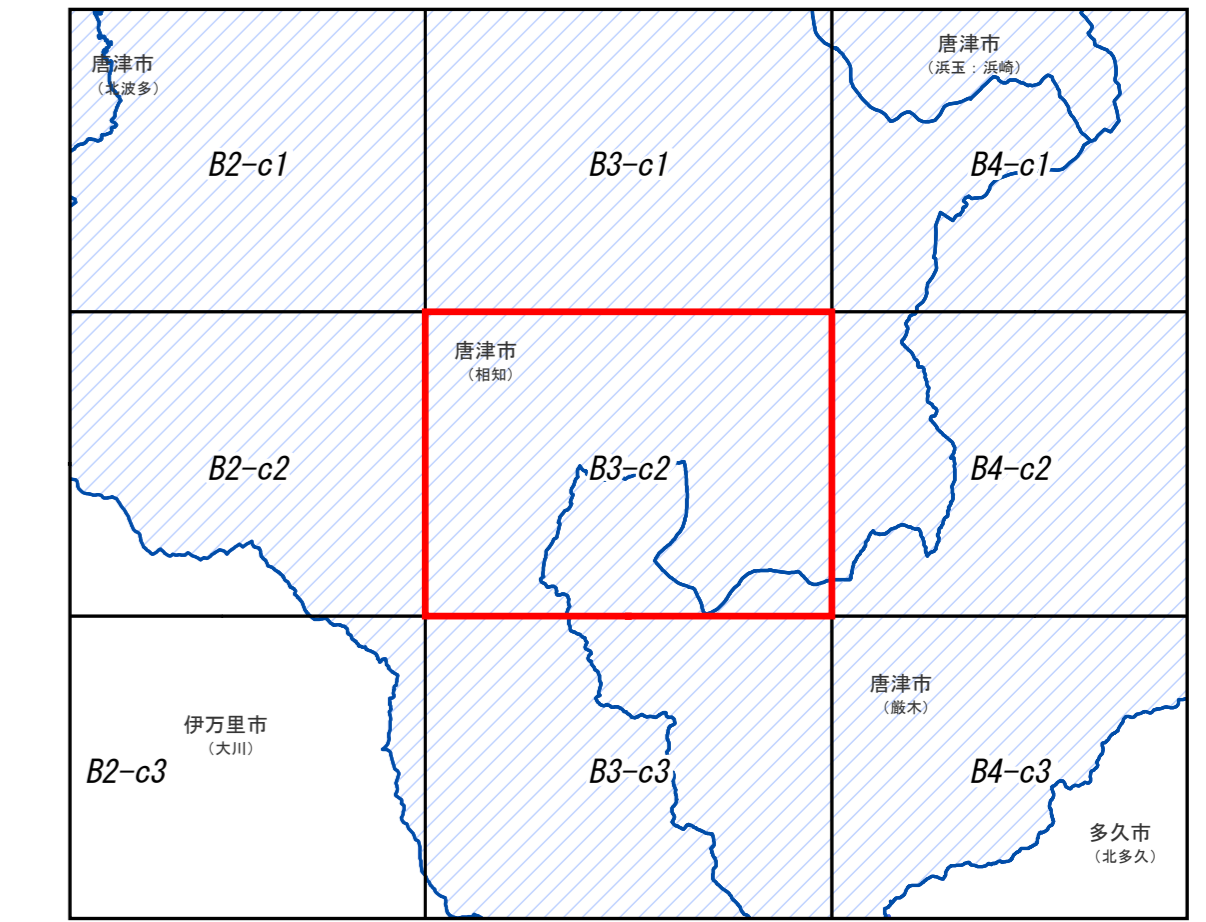 唐津市
（北波多）
唐津市
（浜玉：浜崎）
B2-c1
B3-c1
B4-c1
唐津市
（相知）
B2-c2
B3-c2
B4-c2
唐津市
（厳木）
伊万里市
（大川）
B2-c3
B3-c3
B4-c3
多久市
（北多久）